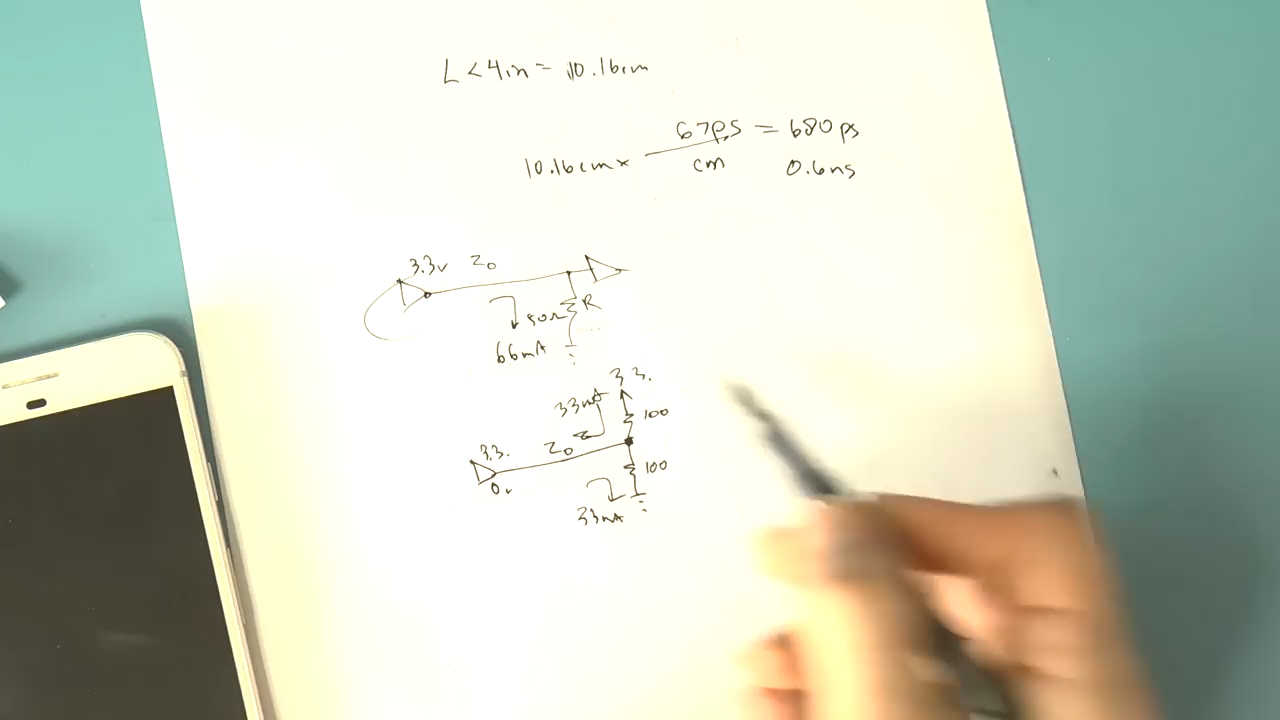 L < 4in = 10.16cm
67ps = 680ps
10.16cm x
cm
0.6ns
3.3v Z0
R
50Ω
66mA
3 3.
33mA
100
3.3. Z0
100
0v
33mA